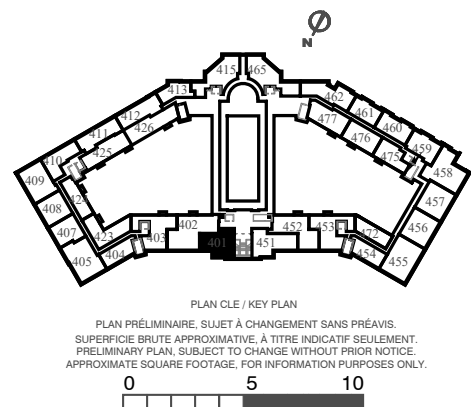 N
415 465
413 462
412 461
411 426 477 460
410 425 476 459
409 475 458
408 424 457
407 423 402 452 472 456
405 404 403 401 451 453 454 455
PLAN CLE / KEY PLAN
PLAN PRÉLIMINAIRE, SUJET À CHANGEMENT SANS PRÉAVIS.
SUPERFICIE BRUTE APPROXIMATIVE, À TITRE INDICATIF SEULEMENT.
PRELIMINARY PLAN, SUBJECT TO CHANGE WITHOUT PRIOR NOTICE.
APPROXIMATE SQUARE FOOTAGE, FOR INFORMATION PURPOSES ONLY.
0 5 10